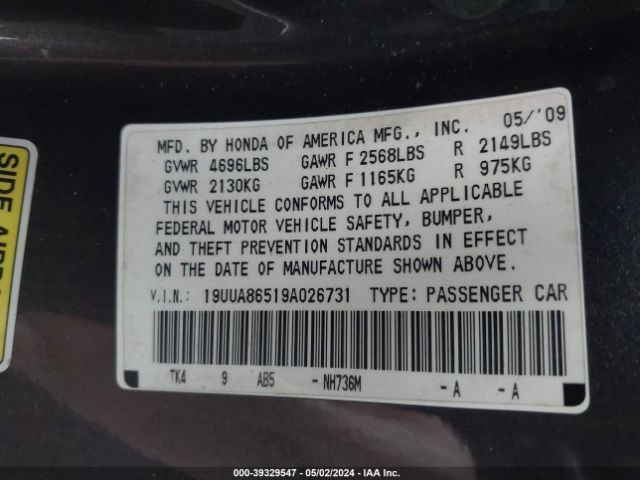 MFD. BY HONDA OF AMERICA MFG., INC. 05/'09
GVWR 4696LBS GAWR F 2568LBS R 2149LBS
GVWR 2130KG GAWR F 1165KG R 975KG
THIS VEHICLE CONFORMS TO ALL APPLICABLE
FEDERAL MOTOR VEHICLE SAFETY, BUMPER,
AND THEFT PREVENTION STANDARDS IN EFFECT
ON THE DATE OF MANUFACTURE SHOWN ABOVE.
V.I.N.: 19UUA86519A026731 TYPE: PASSENGER CAR
TK4 9 AB5 -NH736M -A -A
SIDE
000-39329547 - 05/02/2024 - IAA Inc.